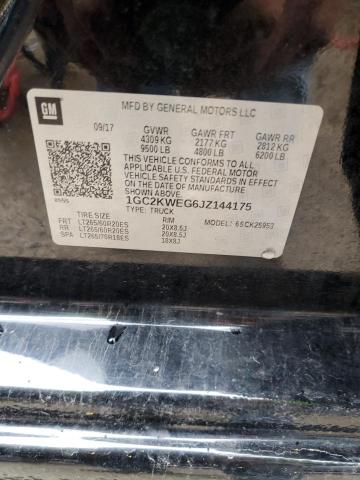 GM
MFD BY GENERAL MOTORS LLC
09/17 GVWR GAWR FRT GAWR RR
4309 KG 2177 KG 2812 KG
9500 LB 4800 LB 6200 LB
THIS VEHICLE CONFORMS TO ALL
APPLICABLE U.S. FEDERAL MOTOR
VEHICLE SAFETY STANDARDS IN
EFFECT ON THE DATE OF MANUFACTURE
SHOWN ABOVE.
1GC2KWEG6JZ144175
TYPE: TRUCK 6SCK25953
TIRE SIZE RIM
FRT LT265/60R20ES 20X8.5J
RR LT265/60R20ES 20X8.5J
SPA LT265/70R18ES 18X8J